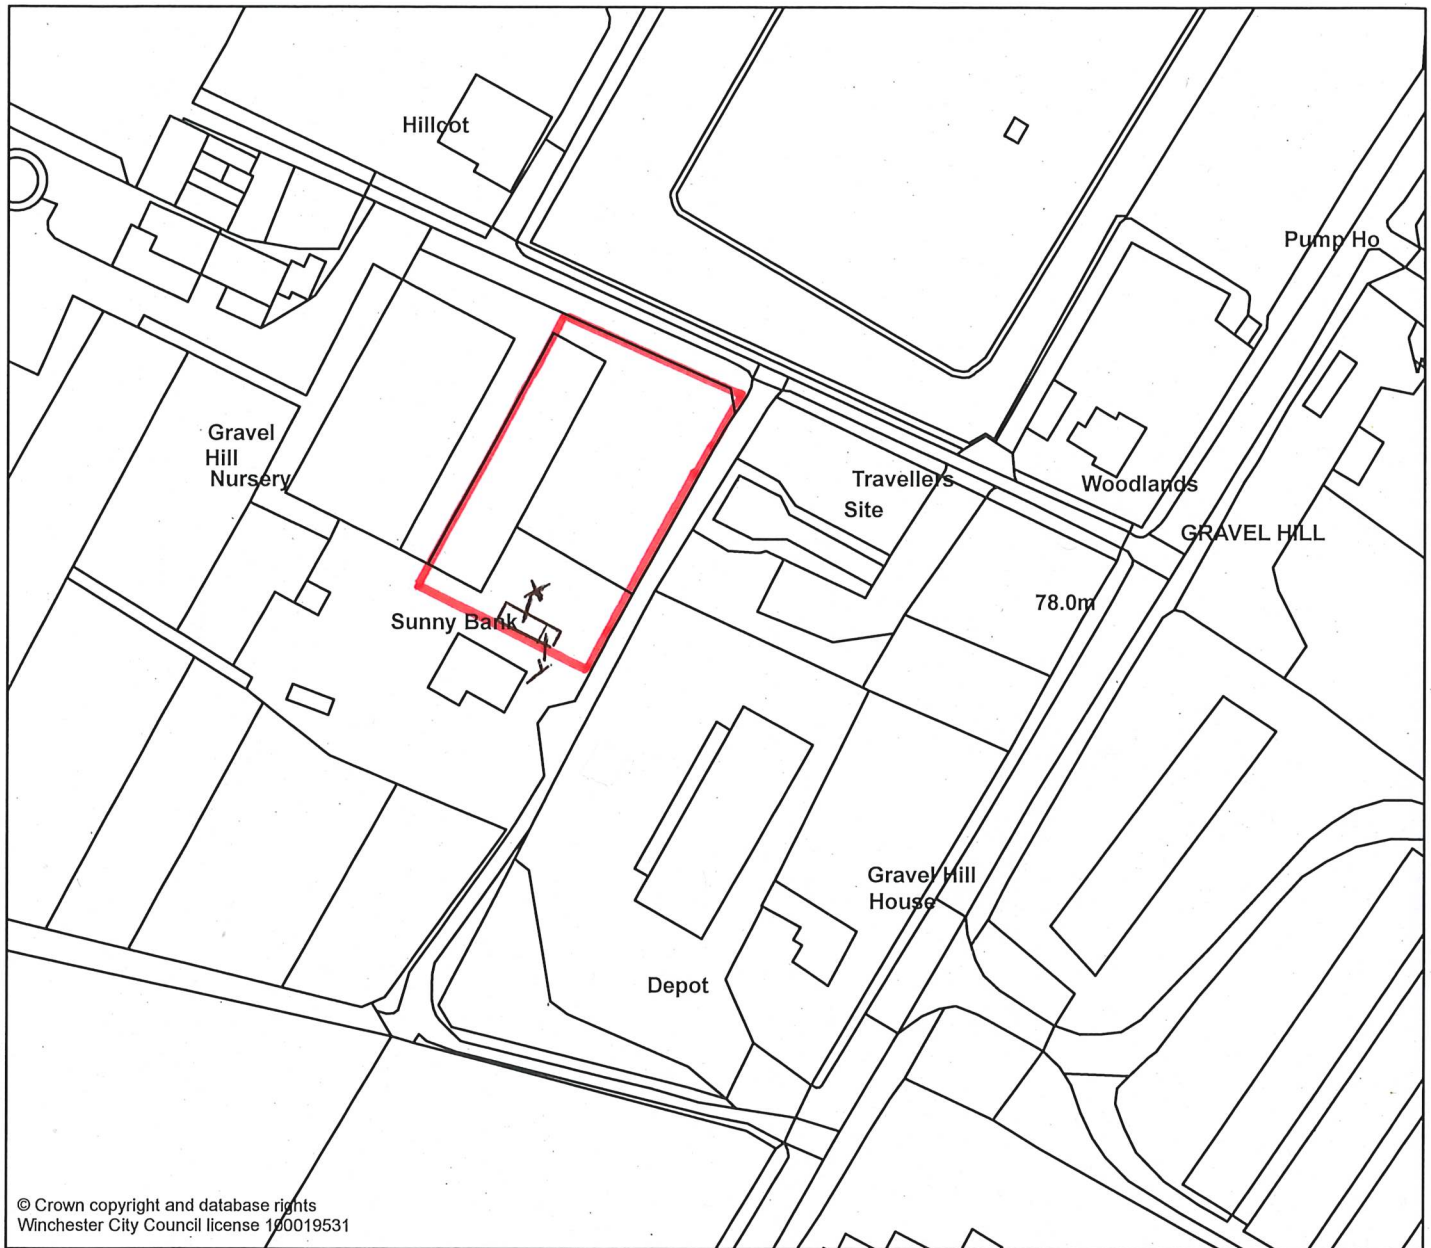 Hillcot
Pump Ho
Gravel
Hill
Nursery
Travellers
Site
Woodlands
GRAVEL HILL
78.0m
Sunny Bank
X
Y
Gravel Hill
House
Depot
© Crown copyright and database rights
Winchester City Council license 100019531